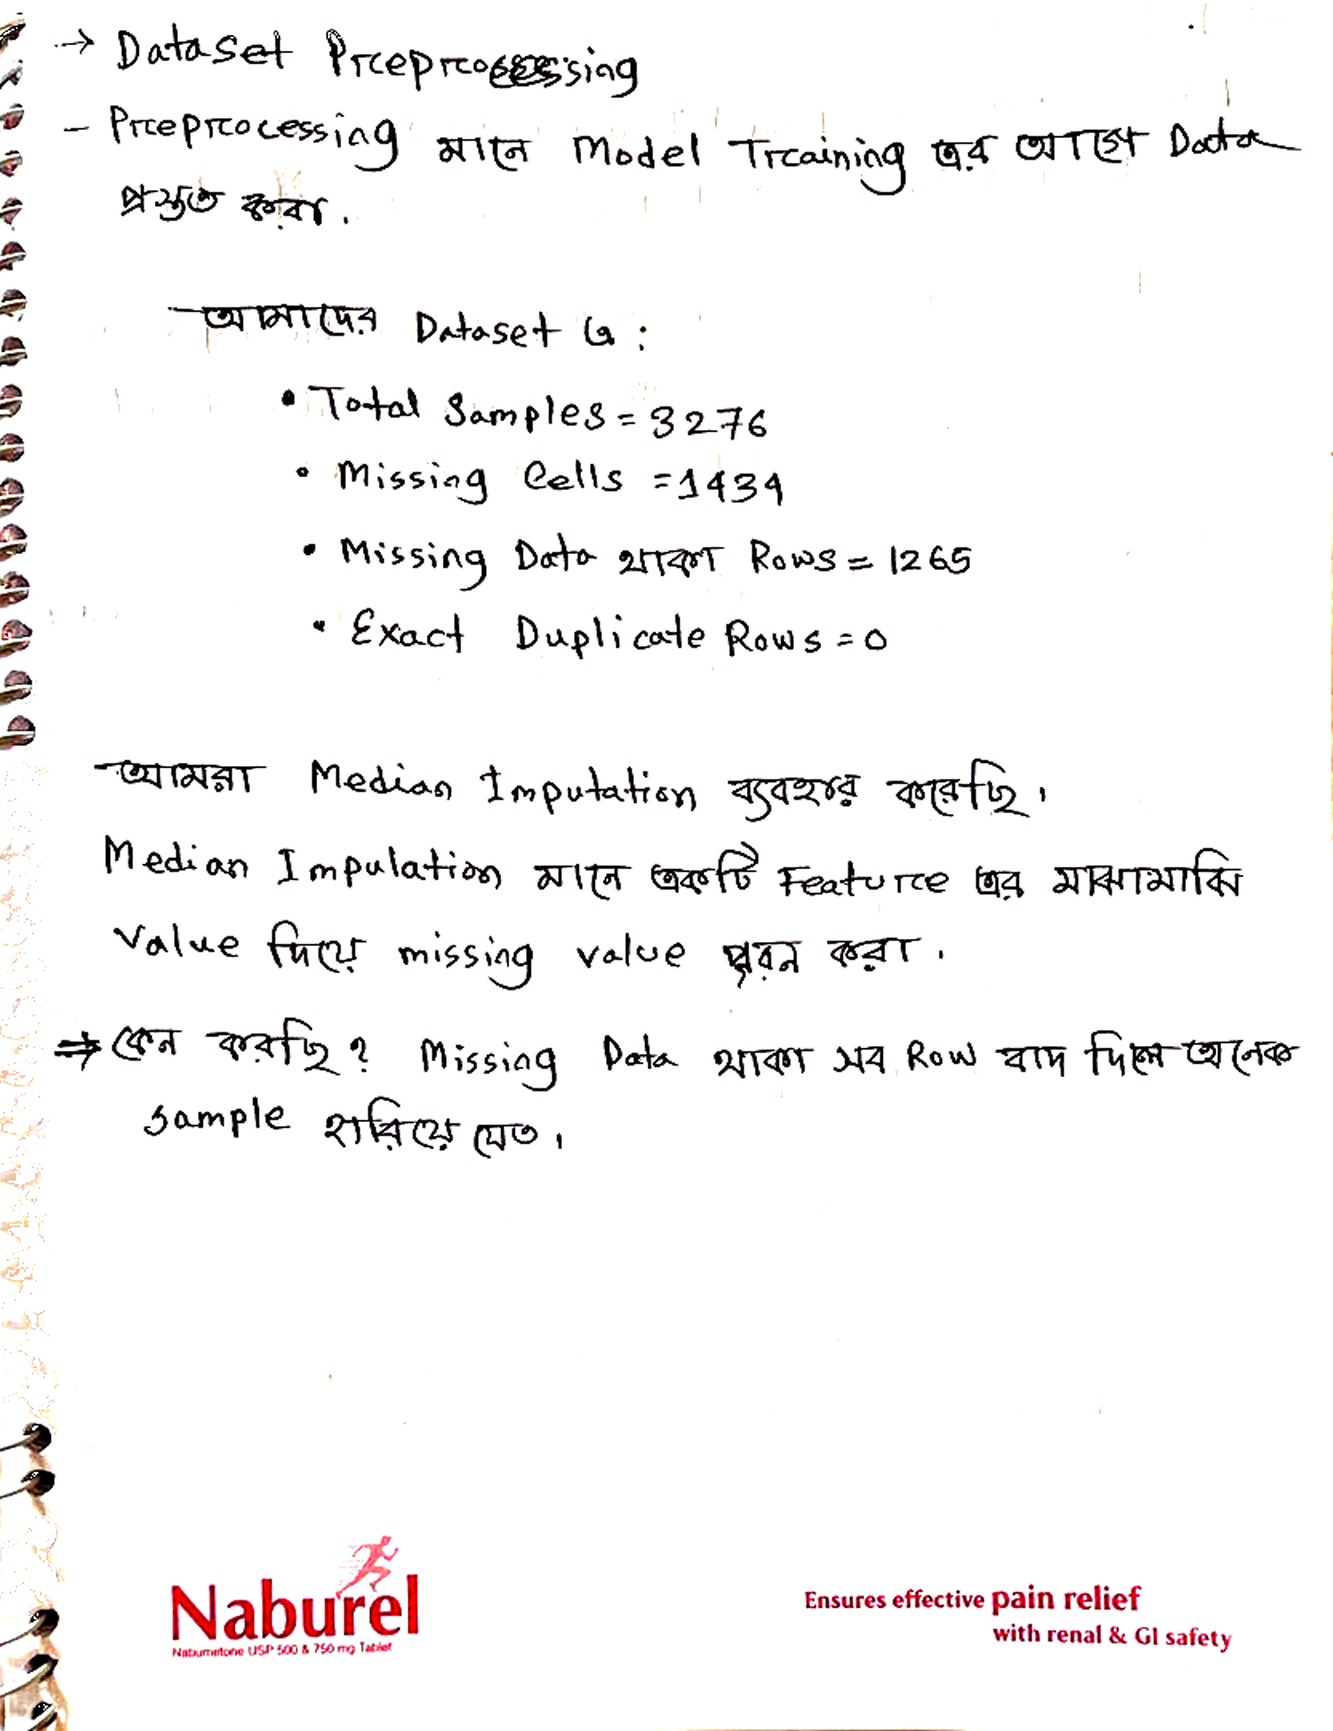 → Dataset Preprocessing
- Preprocessing মানে Model Training এর আগে Data
প্রস্তুত করা.
আমাদের Dataset এ :
• Total Samples = 3276
• Missing Cells = 1434
• Missing Data থাকা Rows = 1265
• Exact Duplicate Rows = 0
আমরা Median Imputation ব্যবহার করেছি।
Median Impulation মানে একটি Feature এর মাঝামাঝি
value দিয়ে missing value পূরন করা.
⇒ কেন করছি? Missing Data থাকা সব Row বাদ দিলে অনেক
sample হারিয়ে যেত।
Naburel
Nabumetone USP 500 & 750 mg Tablet
Ensures effective pain relief
with renal & GI safety